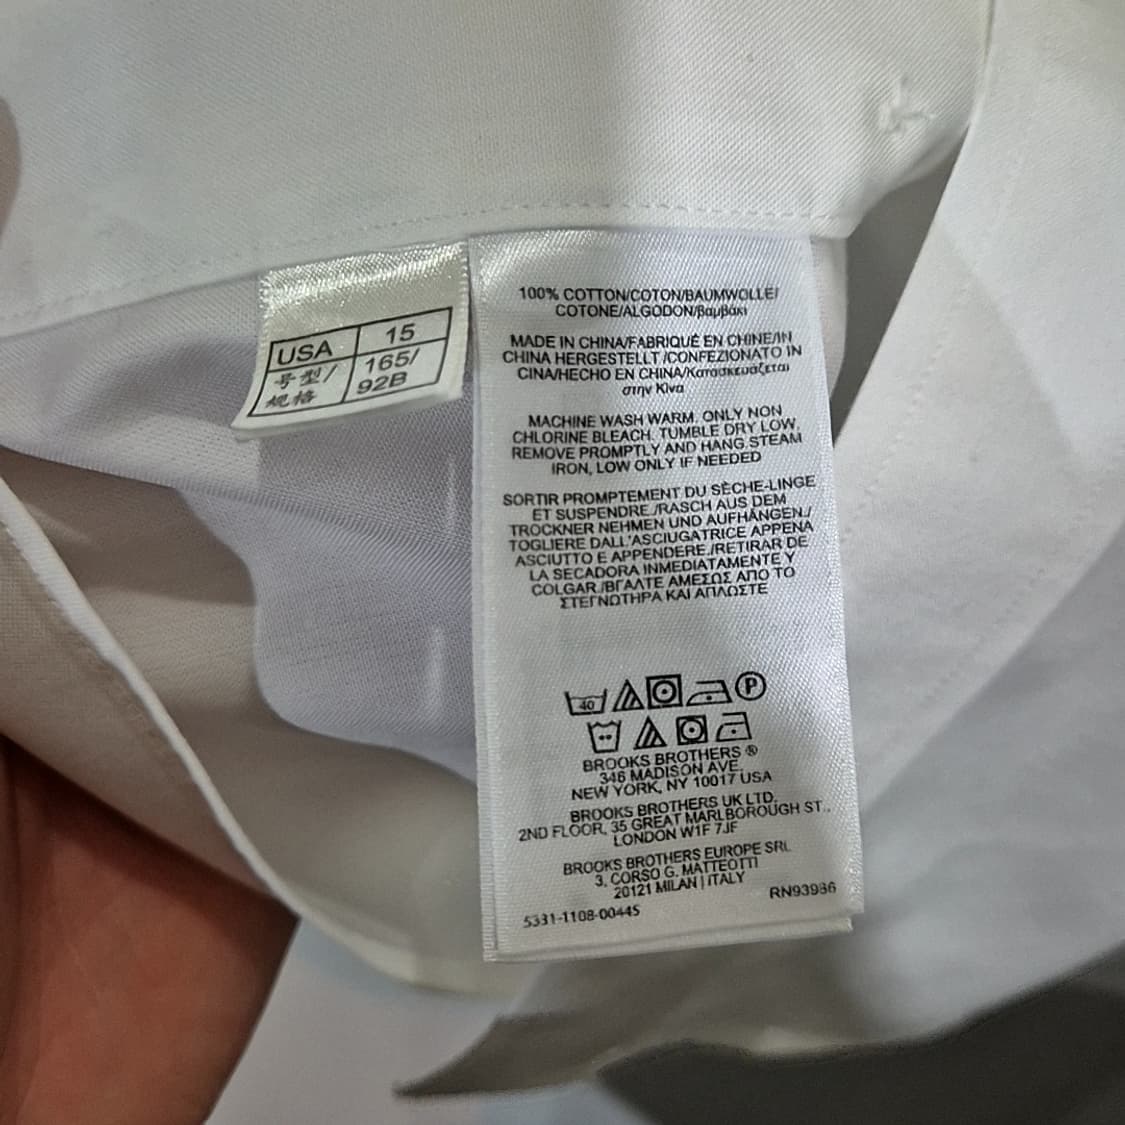 USA 15
号型/ 165/
规格 92B
100% COTTON/COTON/BAUMWOLLE/
COTONE/ALGODON/Βαμβάκι
MADE IN CHINA/FABRIQUÉ EN CHINE/IN
CHINA HERGESTELLT /CONFEZIONATO IN
CINA/HECHO EN CHINA/Κατασκευάζεται
στην Κίνα
MACHINE WASH WARM. ONLY NON
CHLORINE BLEACH. TUMBLE DRY LOW.
REMOVE PROMPTLY AND HANG.STEAM
IRON, LOW ONLY IF NEEDED
SORTIR PROMPTEMENT DU SÈCHE-LINGE
ET SUSPENDRE./RASCH AUS DEM
TROCKNER NEHMEN UND AUFHÄNGEN./
TOGLIERE DALL'ASCIUGATRICE APPENA
ASCIUTTO E APPENDERE./RETIRAR DE
LA SECADORA INMEDIATAMENTE Y
COLGAR./ΒΓΑΛΤΕ ΑΜΕΣΩΣ ΑΠΟ ΤΟ
ΣΤΕΓΝΩΤΗΡΑ ΚΑΙ ΑΠΛΩΣΤΕ
40 P
BROOKS BROTHERS ®
346 MADISON AVE.
NEW YORK, NY 10017 USA
BROOKS BROTHERS UK LTD.
2ND FLOOR, 35 GREAT MARLBOROUGH ST..
LONDON W1F 7JF
BROOKS BROTHERS EUROPE SRL
3, CORSO G. MATTEOTTI
20121 MILAN | ITALY
RN93986
5331-1108-0044S